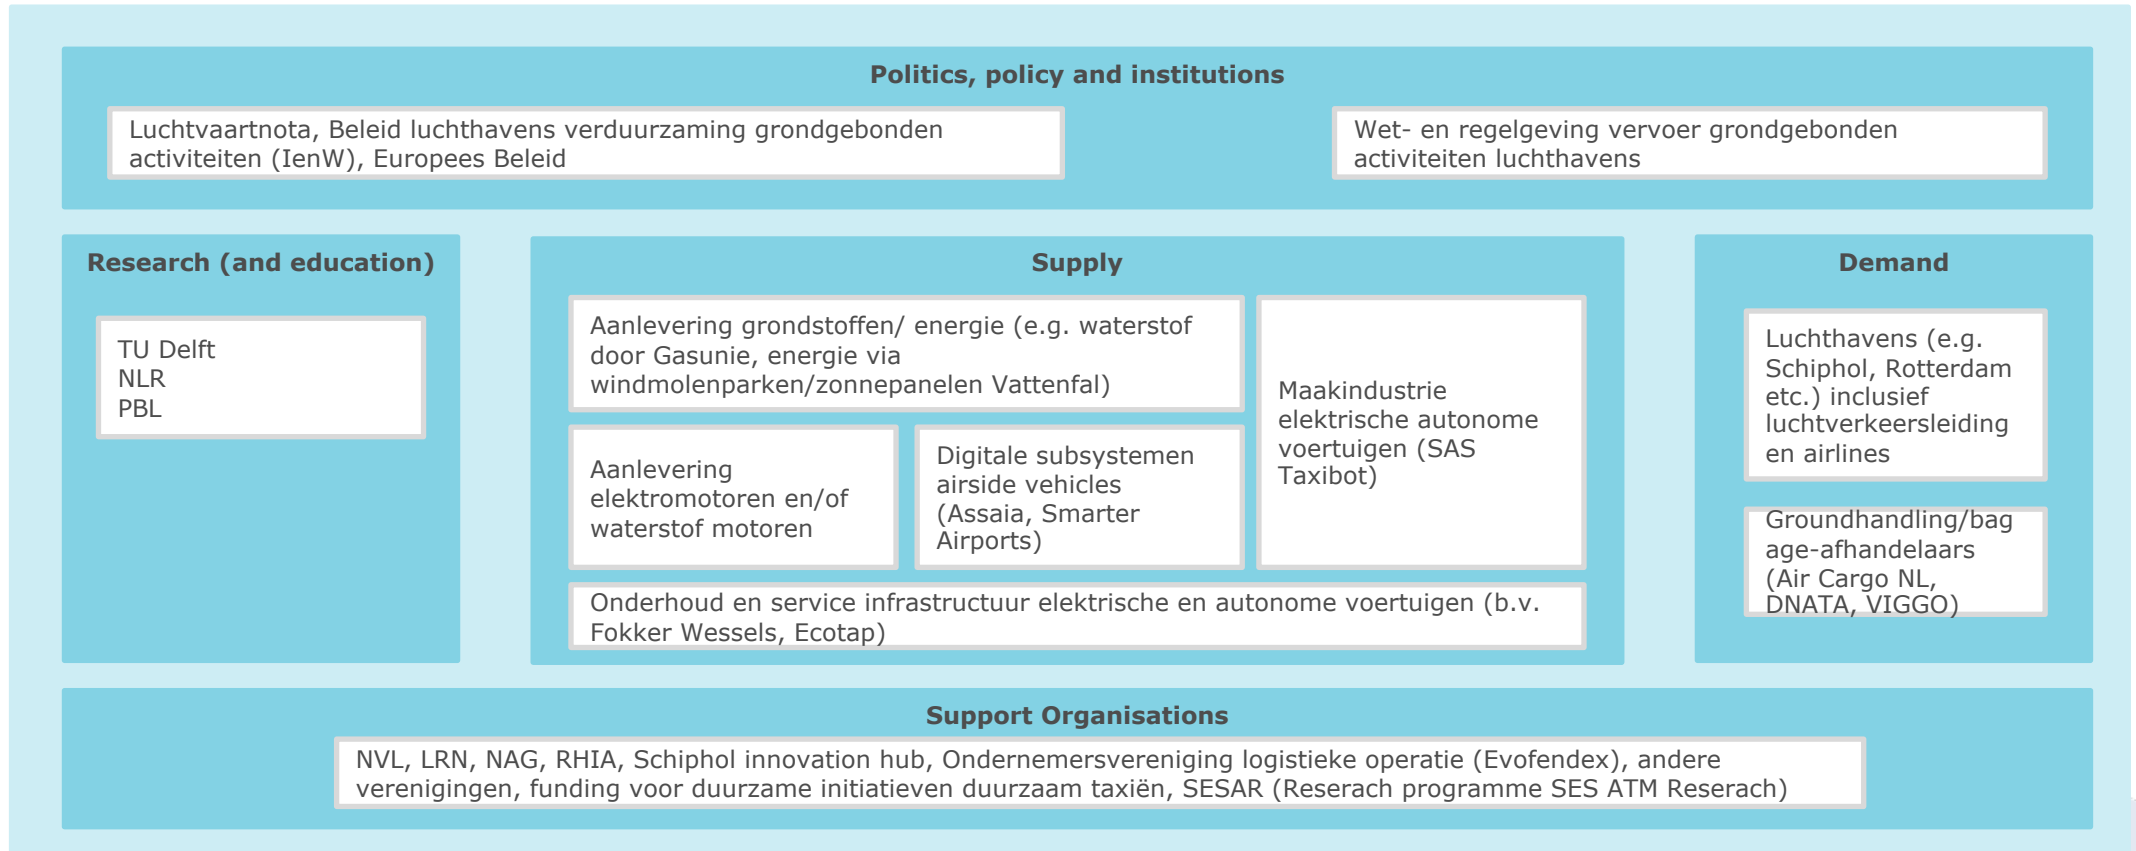 Politics, policy and institutions
Luchtvaartnota, Beleid luchthavens verduurzaming grondgebonden
activiteiten (IenW), Europees Beleid
Wet- en regelgeving vervoer grondgebonden
activiteiten luchthavens
Research (and education)
TU Delft
NLR
PBL
Supply
Aanlevering grondstoffen/ energie (e.g. waterstof
door Gasunie, energie via
windmolenparken/zonnepanelen Vattenfal)
Aanlevering
elektromotoren en/of
waterstof motoren
Digitale subsystemen
airside vehicles
(Assaia, Smarter
Airports)
Maakindustrie
elektrische autonome
voertuigen (SAS
Taxibot)
Onderhoud en service infrastructuur elektrische en autonome voertuigen (b.v.
Fokker Wessels, Ecotap)
Demand
Luchthavens (e.g.
Schiphol, Rotterdam
etc.) inclusief
luchtverkeersleiding
en airlines
Groundhandling/bag
age-afhandelaars
(Air Cargo NL,
DNATA, VIGGO)
Support Organisations
NVL, LRN, NAG, RHIA, Schiphol innovation hub, Ondernemersvereniging logistieke operatie (Evofendex), andere
verenigingen, funding voor duurzame initiatieven duurzaam taxiën, SESAR (Reserach programme SES ATM Reserach)